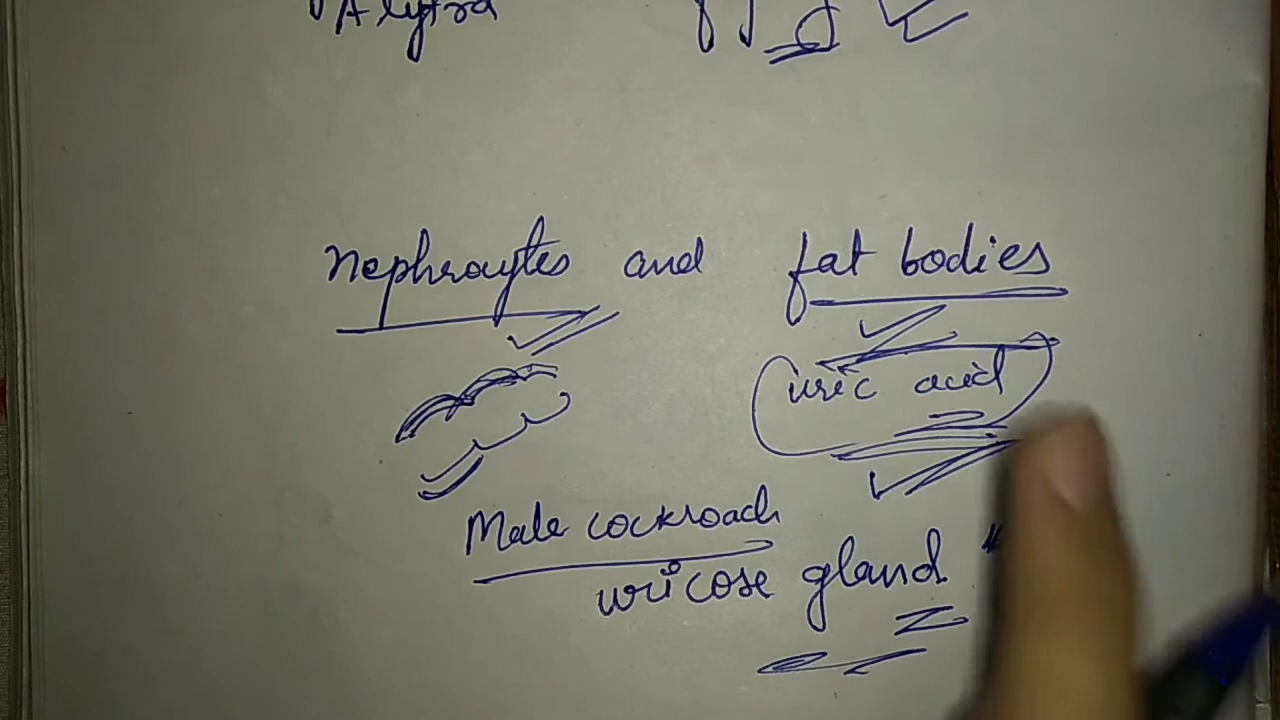 nephrocytes and fat bodies
uric acid
Male cockroach
uricose gland "